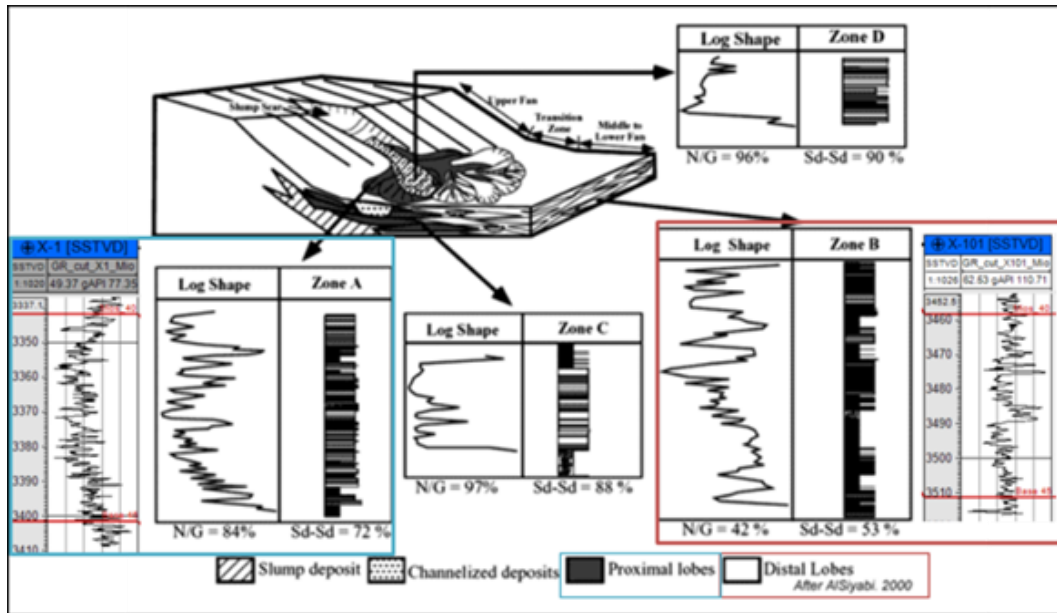 Log Shape
Zone D
N/G = 96%
Sd-Sd = 90 %
Slump Scar
Upper Fan
Transition
Zone
Middle to
Lower Fan
X-1 [SSTVD]
SSTVD
GR_cut_X1_Mio
1:1020
49.37 gAPI 77.35
3337.1
3350
3360
3370
3380
3390
3400
3410
Log Shape
Zone A
N/G = 84%
Sd-Sd = 72 %
Log Shape
Zone C
N/G = 97%
Sd-Sd = 88 %
Log Shape
Zone B
N/G = 42 %
Sd-Sd = 53 %
X-101 [SSTVD]
SSTVD
GR_cut_X101_Mio
62.53 gAPI 110.71
3460
3470
3480
3490
3500
3510
Slump deposit
Channelized deposits
Proximal lobes
Distal Lobes
After AlSiyabi. 2000